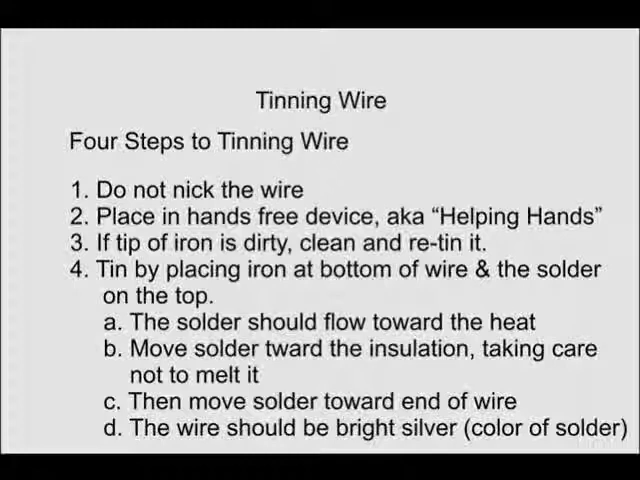 Tinning Wire
Four Steps to Tinning Wire
1. Do not nick the wire
2. Place in hands free device, aka “Helping Hands”
3. If tip of iron is dirty, clean and re-tin it.
4. Tin by placing iron at bottom of wire & the solder
on the top.
a. The solder should flow toward the heat
b. Move solder tward the insulation, taking care
not to melt it
c. Then move solder toward end of wire
d. The wire should be bright silver (color of solder)